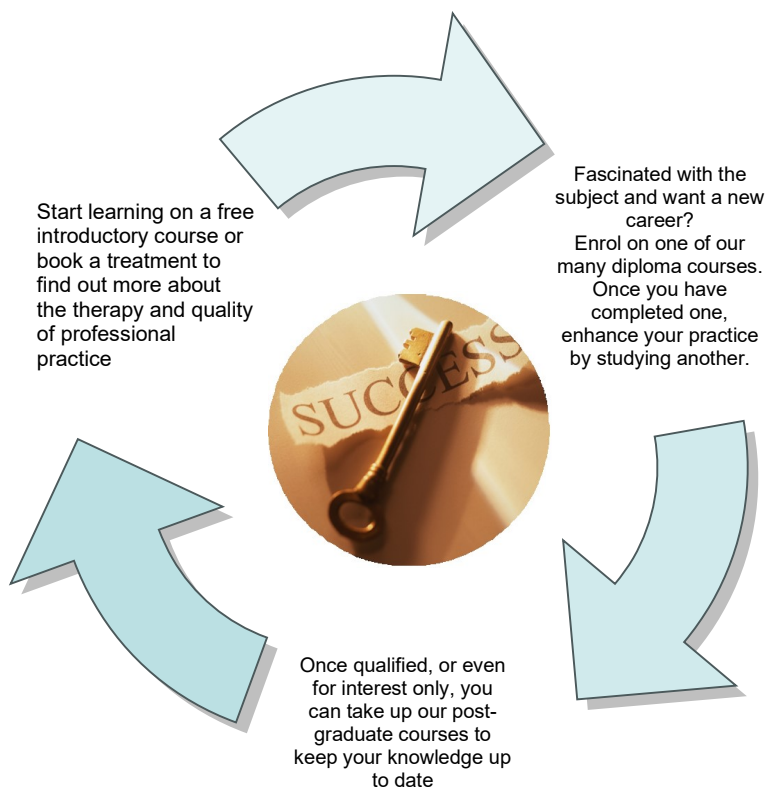 Start learning on a free
introductory course or
book a treatment to
find out more about
the therapy and quality
of professional
practice
Fascinated with the
subject and want a new
career?
Enrol on one of our
many diploma courses.
Once you have
completed one,
enhance your practice
by studying another.
SUCCESS
Once qualified, or even
for interest only, you
can take up our post-
graduate courses to
keep your knowledge up
to date